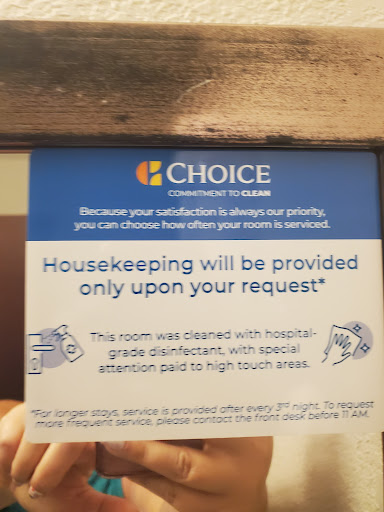 CHOICE
COMMITMENT TO CLEAN
Because your satisfaction is always our priority,
you can choose how often your room is serviced.
Housekeeping will be provided
only upon your request*
This room was cleaned with hospital-
grade disinfectant, with special
attention paid to high touch areas.
*For longer stays, service is provided after every 3rd night. To request
more frequent service, please contact the front desk before 11 AM.